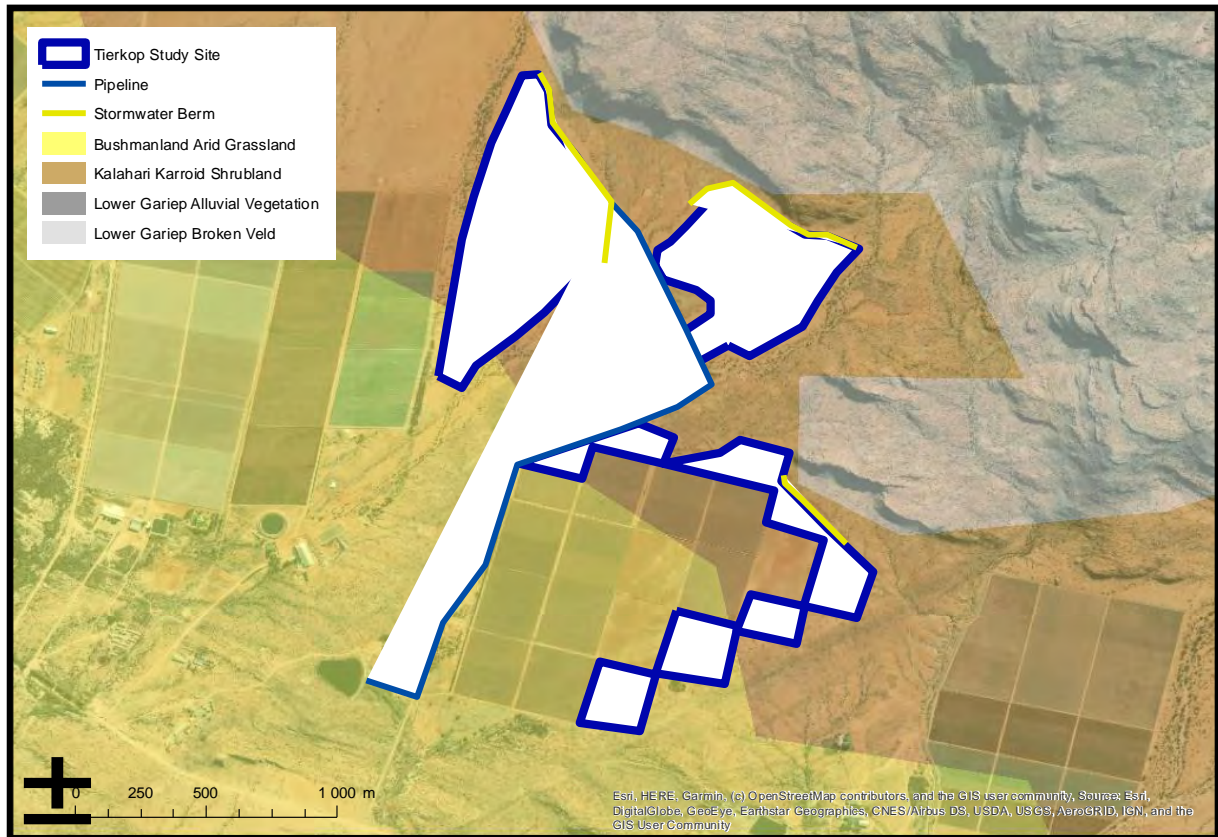 Tierkop Study Site
Pipeline
Stormwater Berm
Bushmanland Arid Grassland
Kalahari Karroid Shrubland
Lower Gariep Alluvial Vegetation
Lower Gariep Broken Veld
0 250 500 1 000 m
Esri, HERE, Garmin, (c) OpenStreetMap contributors, and the GIS user community, Source: Esri,
DigitalGlobe, GeoEye, Earthstar Geographics, CNES/Airbus DS, USDA, USGS, AeroGRID, IGN, and the
GIS User Community